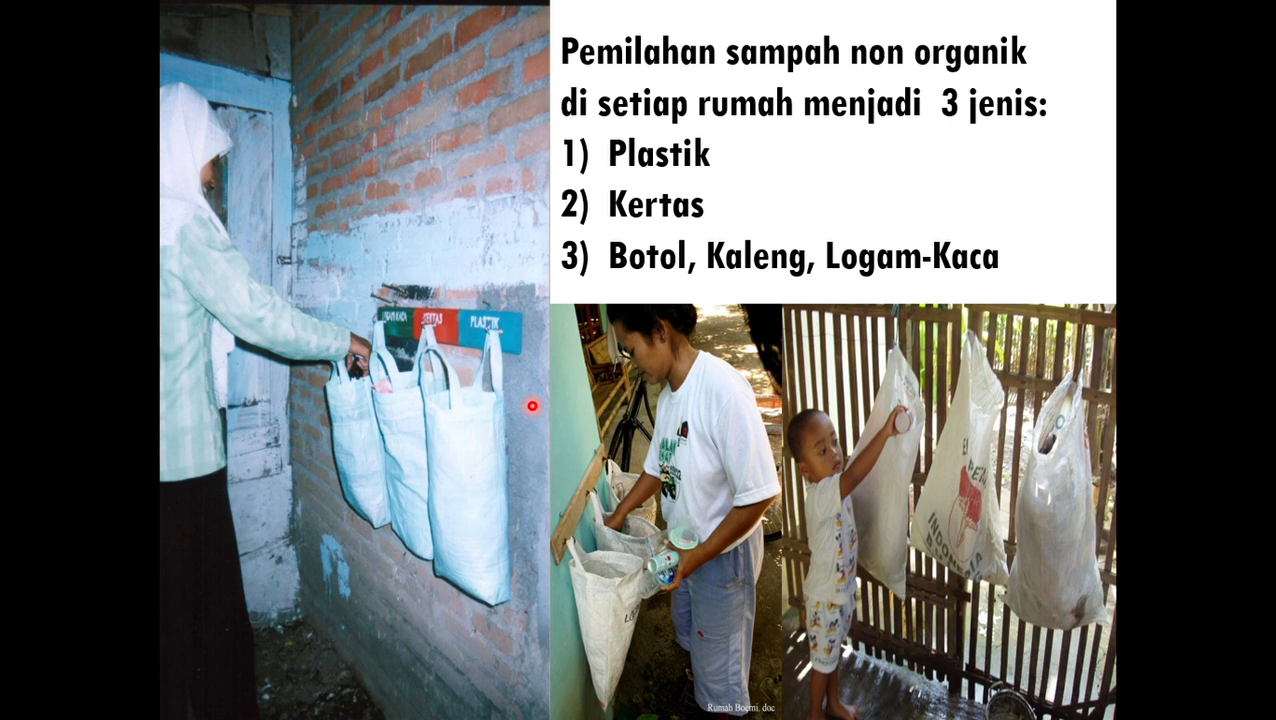 Pemilahan sampah non organik
di setiap rumah menjadi 3 jenis:
1) Plastik
2) Kertas
3) Botol, Kaleng, Logam-Kaca
KERTAS
PLASTIK
INDONE
Rumah Boemi. doc